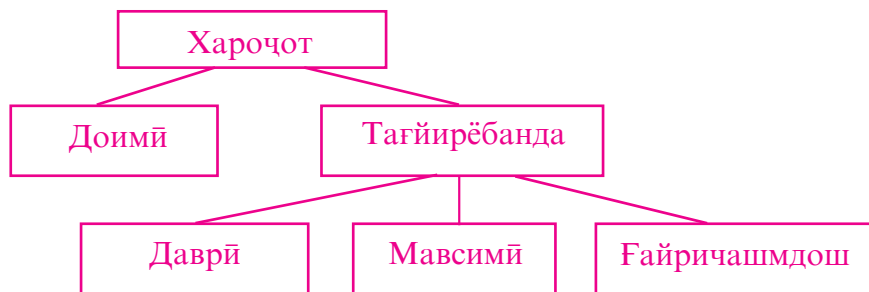 Хароҷот
Доимӣ
Тағйирёбанда
Даврӣ
Мавсимӣ
Ғайричашмдош